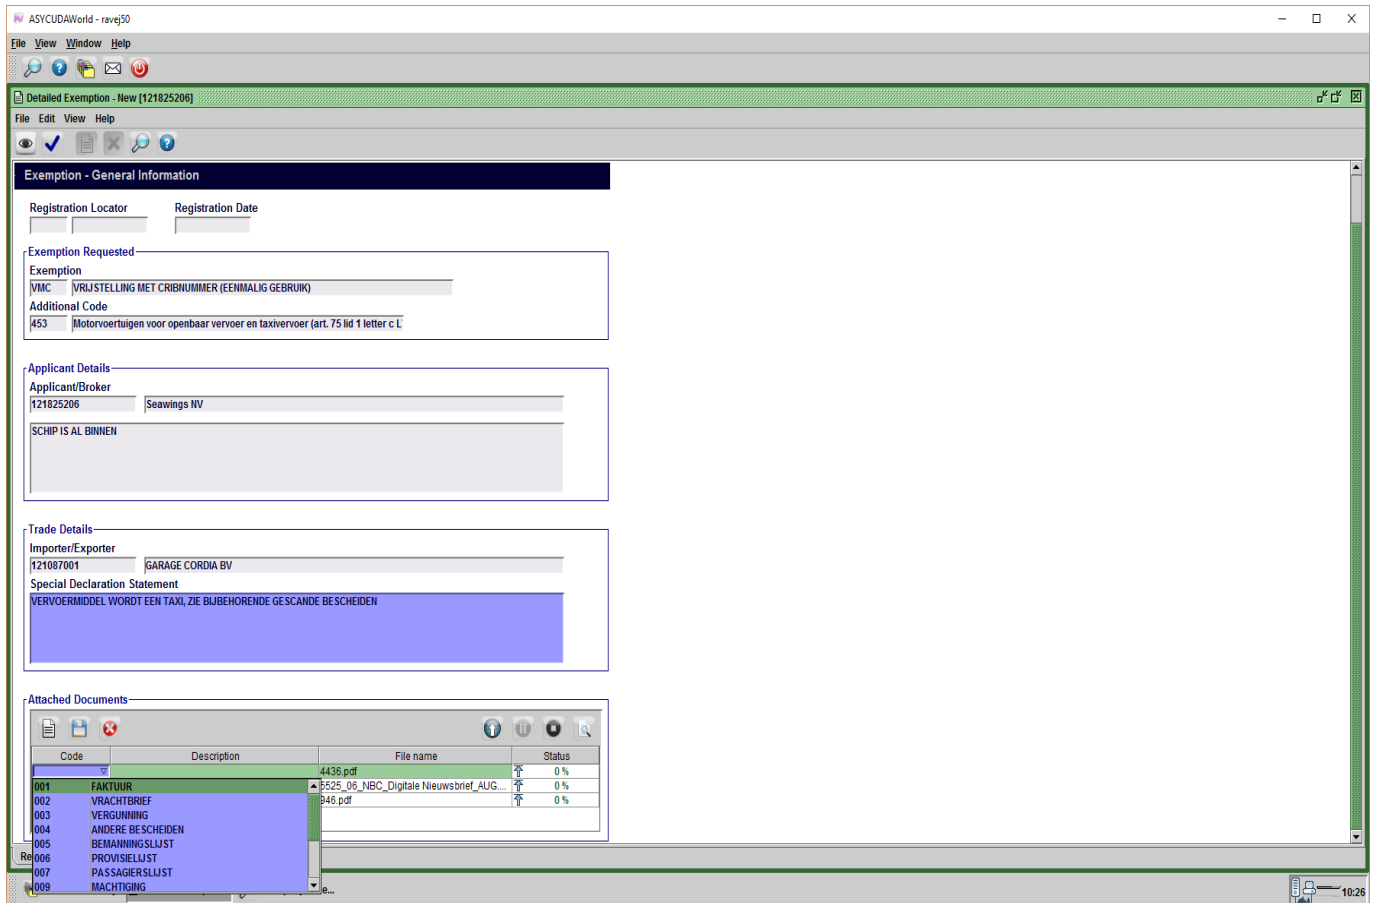 ASYCUDAWorld - ravej50
File View Window Help
Detailed Exemption - New [121825206]
File Edit View Help
Exemption - General Information
Registration Locator Registration Date
Exemption Requested
Exemption
VMC VRIJSTELLING MET CRIBNUMMER (EENMALIG GEBRUIK)
Additional Code
453 Motorvoertuigen voor openbaar vervoer en taxivervoer (art. 75 lid 1 letter c L
Applicant Details
Applicant/Broker
121825206 Seawings NV
SCHIP IS AL BINNEN
Trade Details
Importer/Exporter
121087001 GARAGE CORDIA BV
Special Declaration Statement
VERVOERMIDDEL WORDT EEN TAXI, ZIE BIJBEHORENDE GESCANDE BESCHEIDEN
Attached Documents
Code Description File name Status
4436.pdf 0 %
001 FAKTUUR 5525_06_NBC_Digitale Nieuwsbrief_AUG.... 0 %
002 VRACHTBRIEF 946.pdf 0 %
003 VERGUNNING
004 ANDERE BESCHEIDEN
005 BEMANNINGSLIJST
Re 006 PROVISIELIJST
007 PASSAGIERSLIJST
009 MACHTIGING
e...
10:26